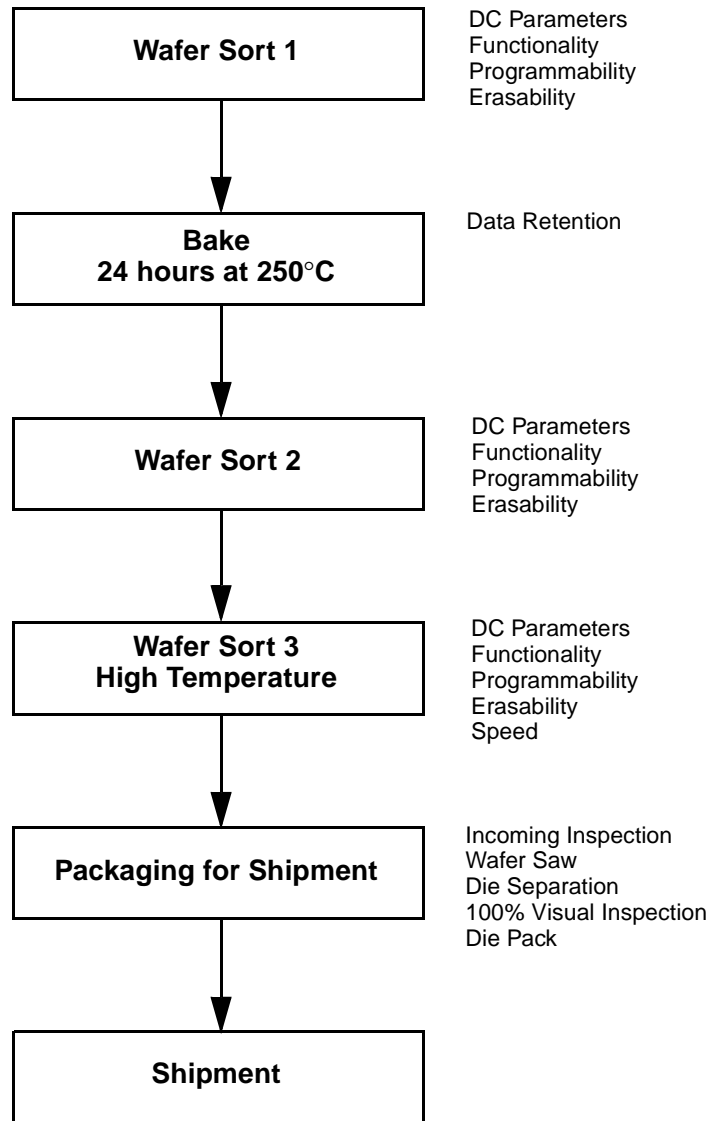 Wafer Sort 1
DC Parameters
Functionality
Programmability
Erasability
Bake
24 hours at 250°C
Data Retention
Wafer Sort 2
DC Parameters
Functionality
Programmability
Erasability
Wafer Sort 3
High Temperature
DC Parameters
Functionality
Programmability
Erasability
Speed
Packaging for Shipment
Incoming Inspection
Wafer Saw
Die Separation
100% Visual Inspection
Die Pack
Shipment